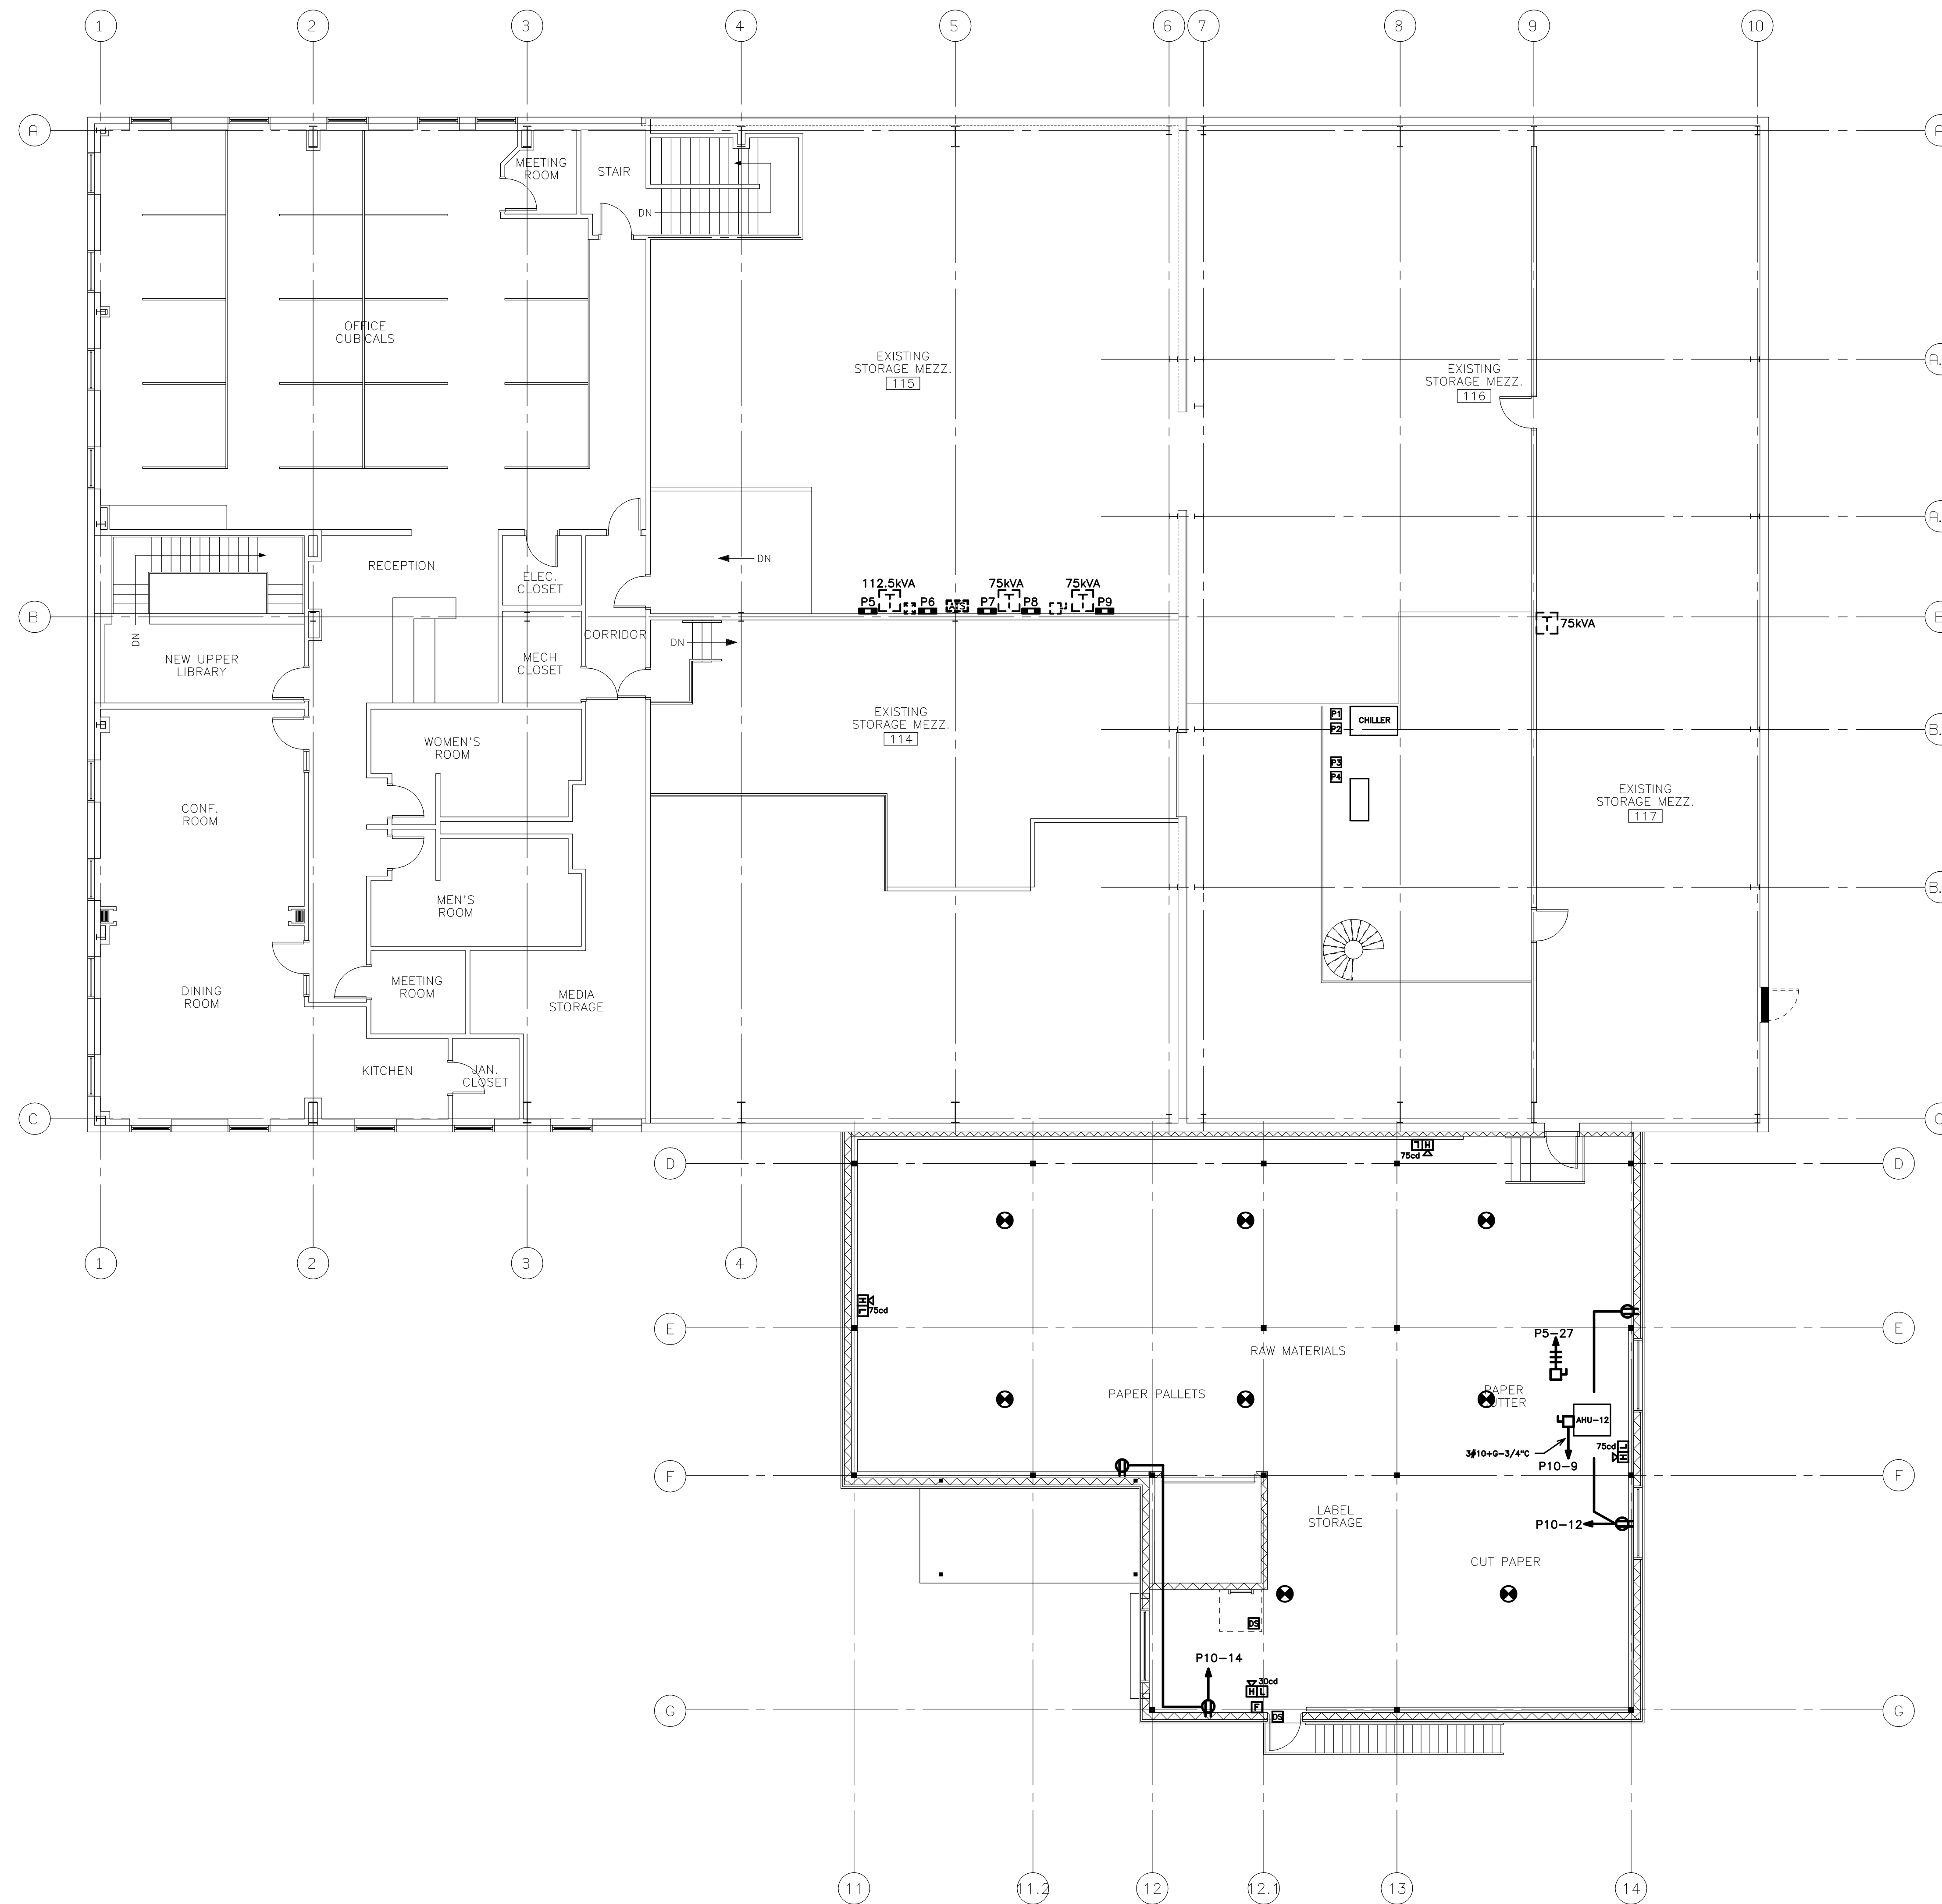 1
2
3
4
5
6
7
8
9
10
A
A
MEETING
ROOM
STAIR
DN
OFFICE
CUBICALS
EXISTING
STORAGE MEZZ.
115
EXISTING
STORAGE MEZZ.
116
RECEPTION
ELEC.
CLOSET
DN
112.5kVA
75kVA
75kVA
P5
P6
ATS
P7
P8
P9
B
75kVA
DN
NEW UPPER
LIBRARY
CORRIDOR
MECH
CLOSET
DN
EXISTING
STORAGE MEZZ.
114
P1
P2
CHILLER
P3
P4
WOMEN'S
ROOM
CONF.
ROOM
EXISTING
STORAGE MEZZ.
117
MEN'S
ROOM
MEETING
ROOM
DINING
ROOM
MEDIA
STORAGE
KITCHEN
JAN.
CLOSET
C
D
H L
75cd
D
1
2
3
4
H L
75cd
E
E
P5-27
RAW MATERIALS
PAPER PALLETS
PAPER
AHU-12
75cd
H L
3#10+G-3/4"C
P10-9
F
F
LABEL
STORAGE
P10-12
CUT PAPER
DS
P10-14
30cd
H L
F
DS
G
G
11
11.2
12
12.1
13
14